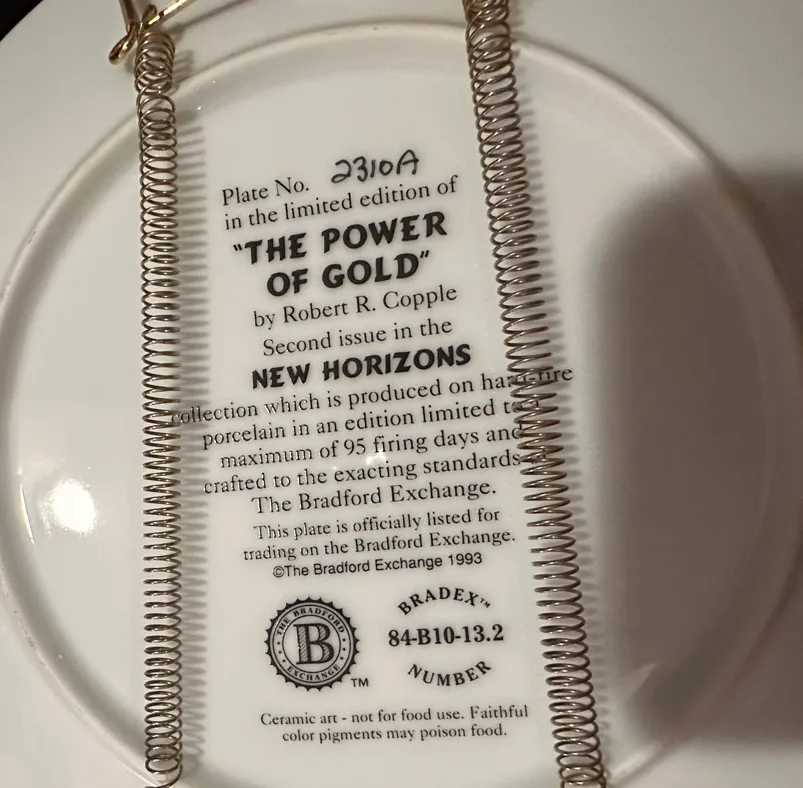 Plate No. 2310A
in the limited edition of
"THE POWER
OF GOLD"
by Robert R. Copple
Second issue in the
NEW HORIZONS
collection which is produced on hard-fire
porcelain in an edition limited to a
maximum of 95 firing days and
crafted to the exacting standards of
The Bradford Exchange.
This plate is officially listed for
trading on the Bradford Exchange.
©The Bradford Exchange 1993
THE BRADFORD
B
EXCHANGE
TM
BRADEX™
84-B10-13.2
NUMBER
Ceramic art - not for food use. Faithful
color pigments may poison food.